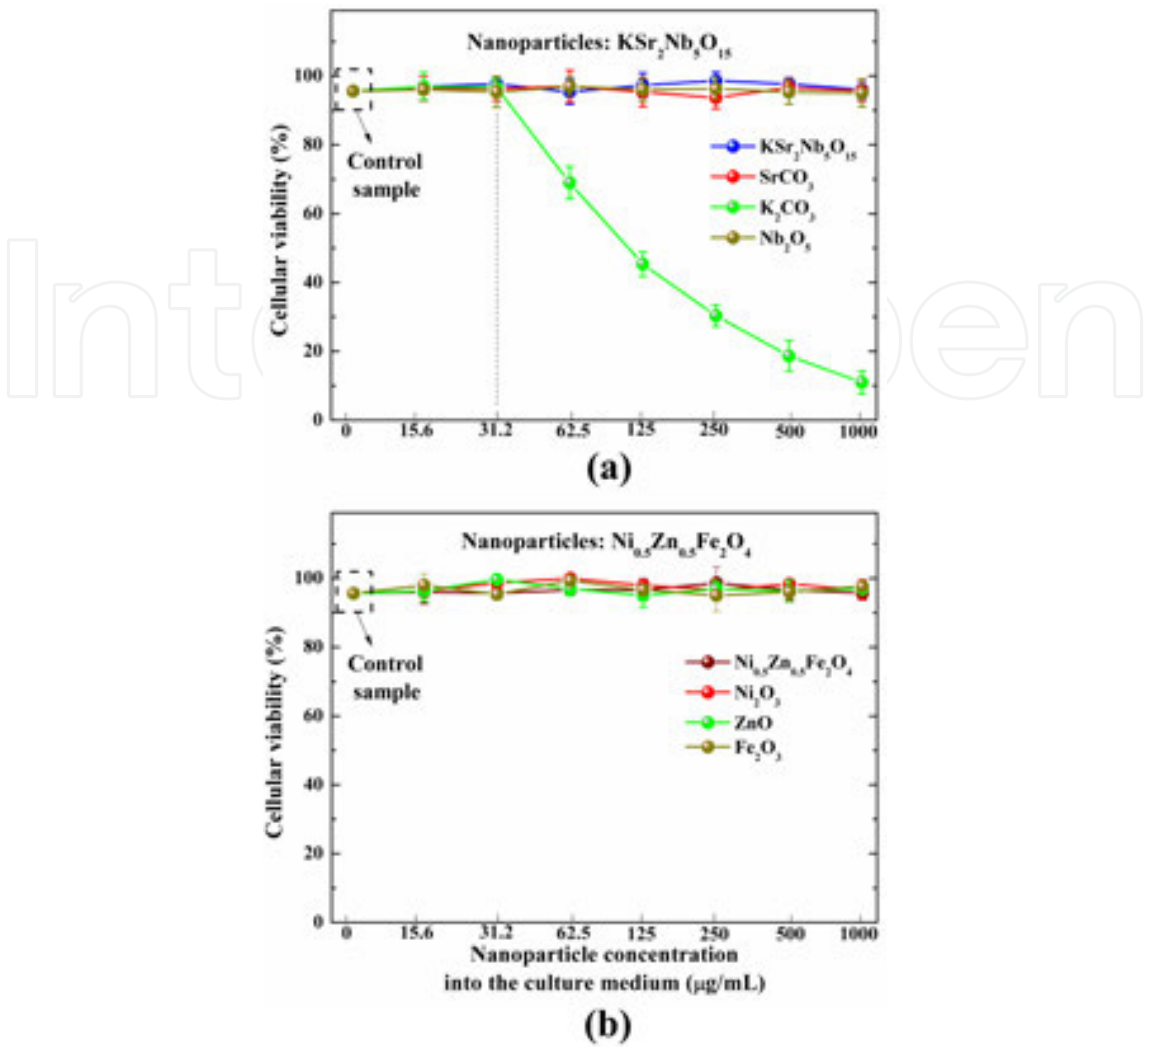 Nanoparticles: KSr₂Nb₅O₁₅
100
80
60
40
20
0
Cellular viability (%)
Control
sample
KSr₂Nb₅O₁₅
SrCO₃
K₂CO₃
Nb₂O₅
0 15.6 31.2 62.5 125 250 500 1000
(a)
Nanoparticles: Ni₀.₅Zn₀.₅Fe₂O₄
100
80
60
40
20
0
Cellular viability (%)
Control
sample
Ni₀.₅Zn₀.₅Fe₂O₄
Ni₂O₃
ZnO
Fe₂O₃
0 15.6 31.2 62.5 125 250 500 1000
Nanoparticle concentration
into the culture medium (μg/mL)
(b)